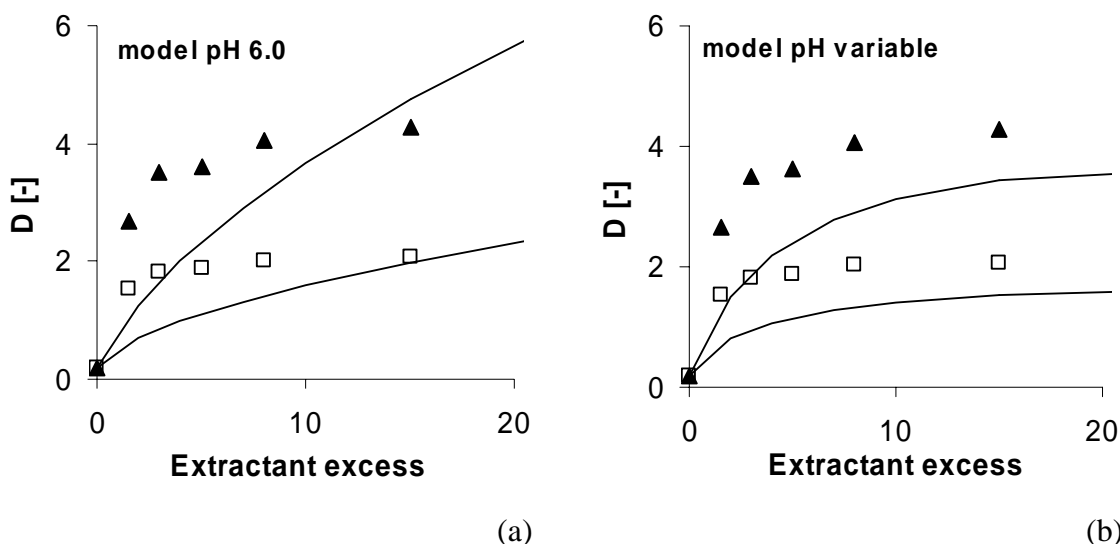 model pH 6.0
6
4
2
0
D [-]
0 10 20
Extractant excess
(a)
model pH variable
6
4
2
0
D [-]
0 10 20
Extractant excess
(b)